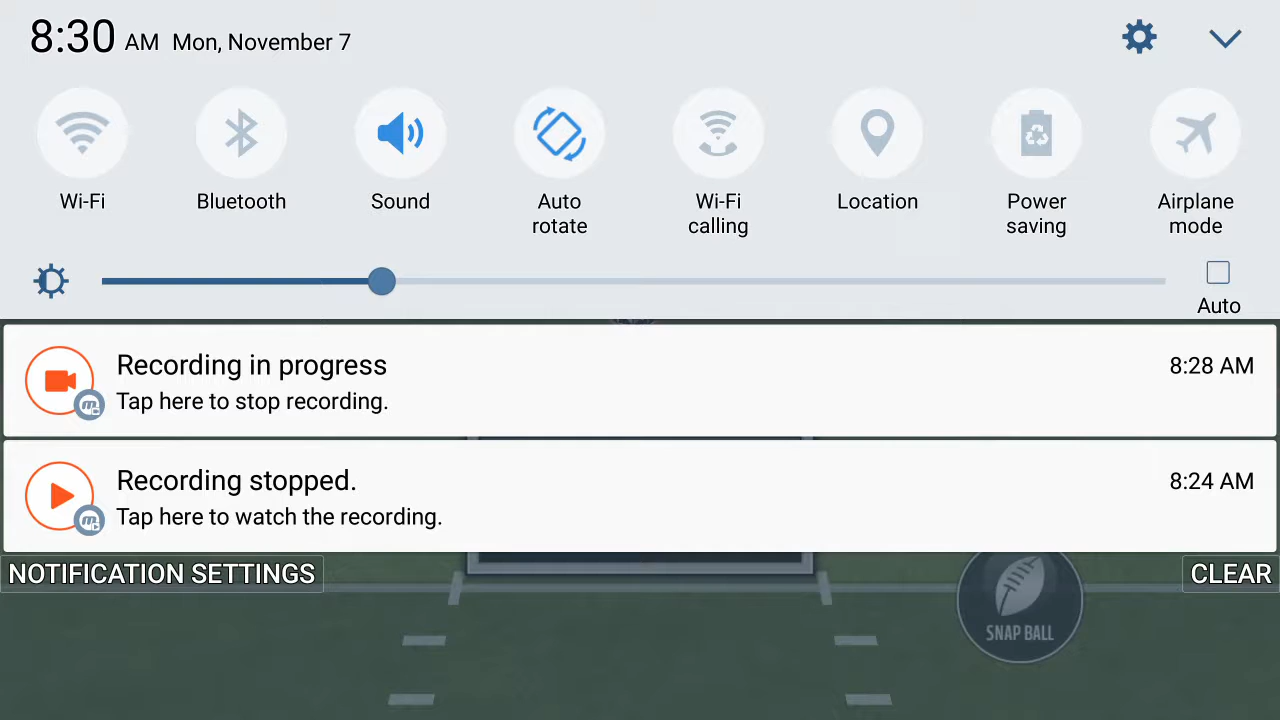 8:30 AM Mon, November 7
Wi-Fi Bluetooth Sound Auto rotate Wi-Fi calling Location Power saving Airplane mode
Auto
Recording in progress 8:28 AM
Tap here to stop recording.
Recording stopped. 8:24 AM
Tap here to watch the recording.
NOTIFICATION SETTINGS CLEAR
SNAP BALL